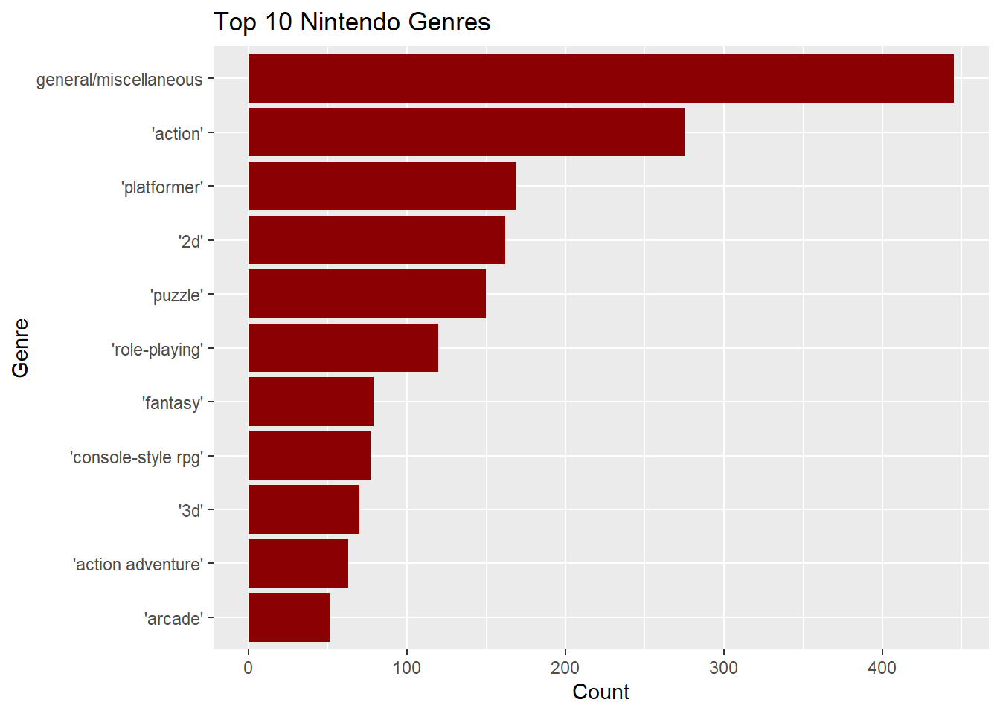 Top 10 Nintendo Genres
Genre
general/miscellaneous
'action'
'platformer'
'2d'
'puzzle'
'role-playing'
'fantasy'
'console-style rpg'
'3d'
'action adventure'
'arcade'
0 100 200 300 400
Count